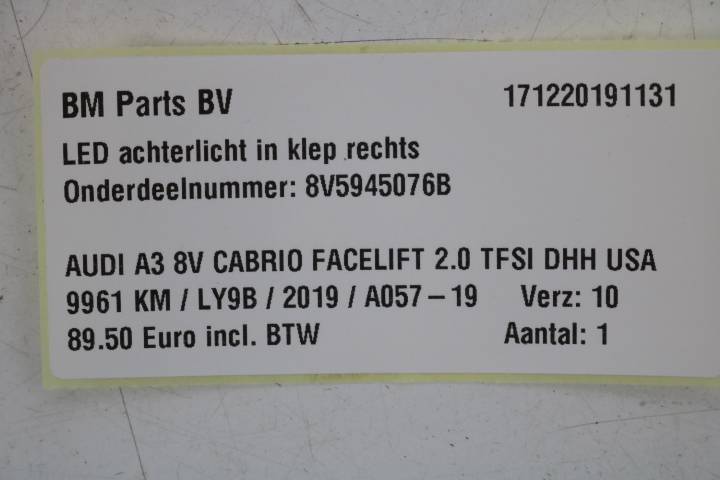 BM Parts BV 171220191131
LED achterlicht in klep rechts
Onderdeelnummer: 8V5945076B
AUDI A3 8V CABRIO FACELIFT 2.0 TFSI DHH USA
9961 KM / LY9B / 2019 / A057-19 Verz: 10
89.50 Euro incl. BTW Aantal: 1